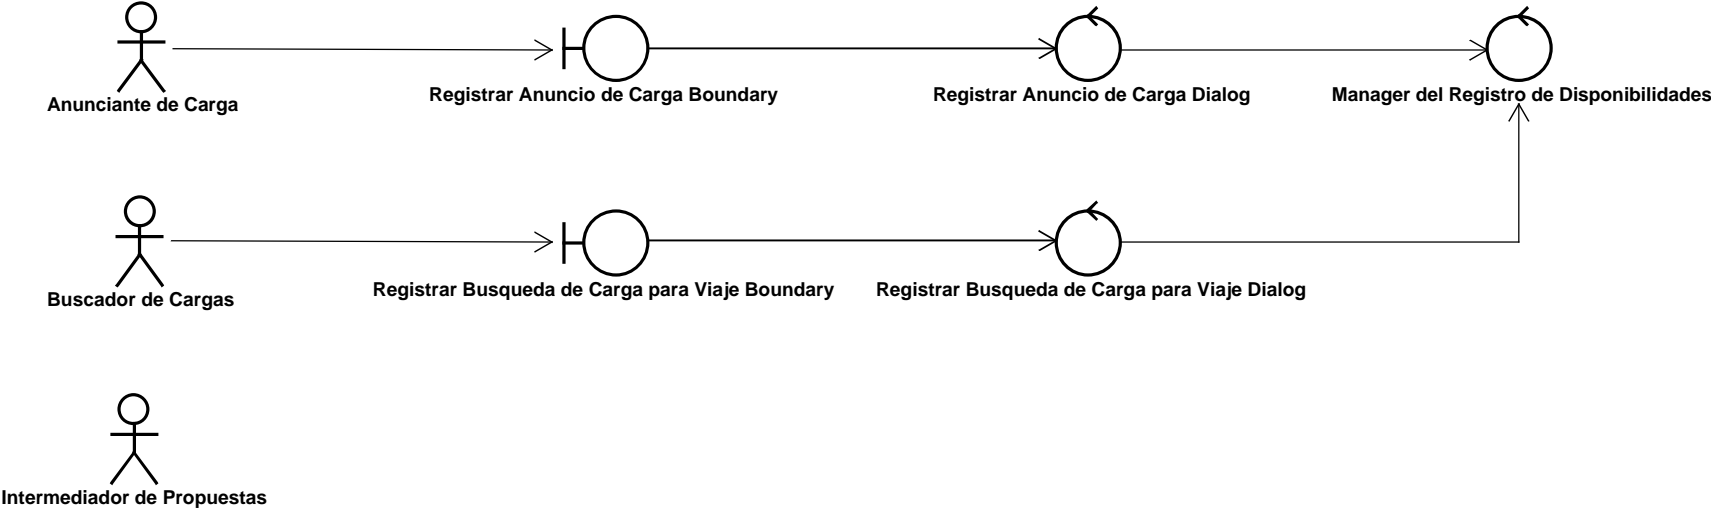 Anunciante de Carga
Registrar Anuncio de Carga Boundary
Registrar Anuncio de Carga Dialog
Manager del Registro de Disponibilidades
Buscador de Cargas
Registrar Busqueda de Carga para Viaje Boundary
Registrar Busqueda de Carga para Viaje Dialog
Intermediador de Propuestas